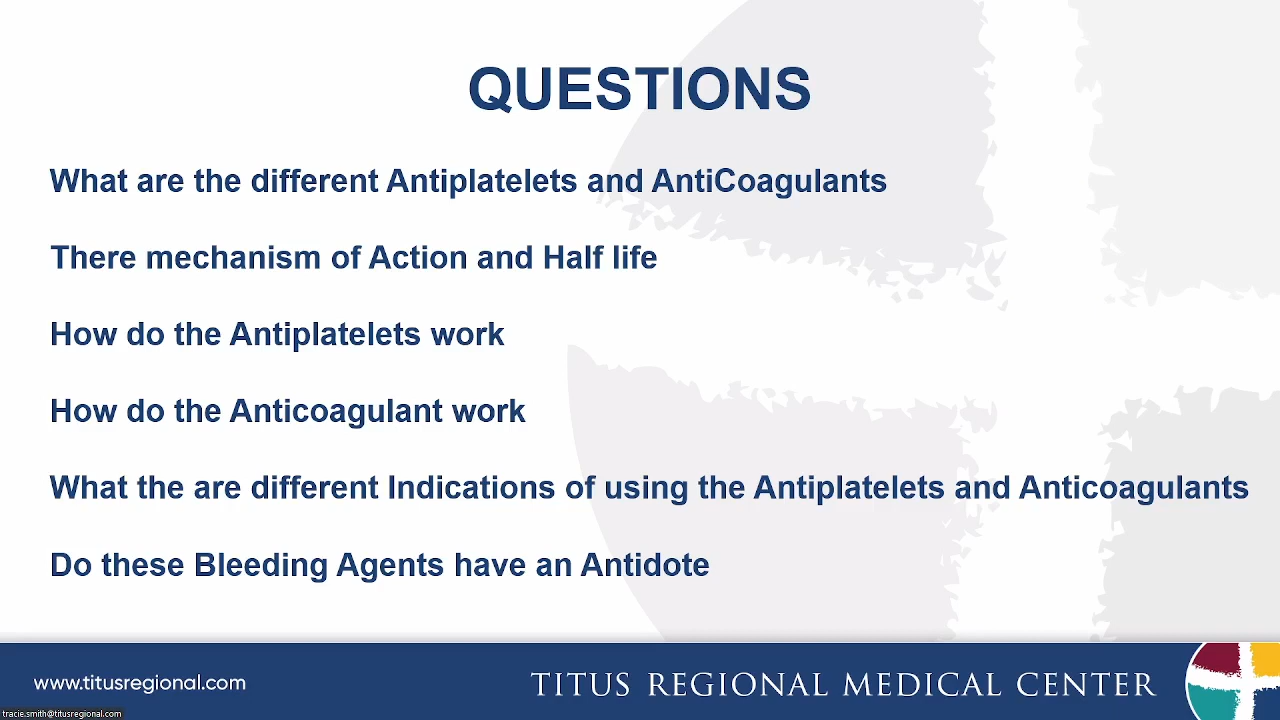 QUESTIONS
What are the different Antiplatelets and AntiCoagulants
There mechanism of Action and Half life
How do the Antiplatelets work
How do the Anticoagulant work
What the are different Indications of using the Antiplatelets and Anticoagulants
Do these Bleeding Agents have an Antidote
www.titusregional.com
TITUS REGIONAL MEDICAL CENTER
tracie.smith@titusregional.com